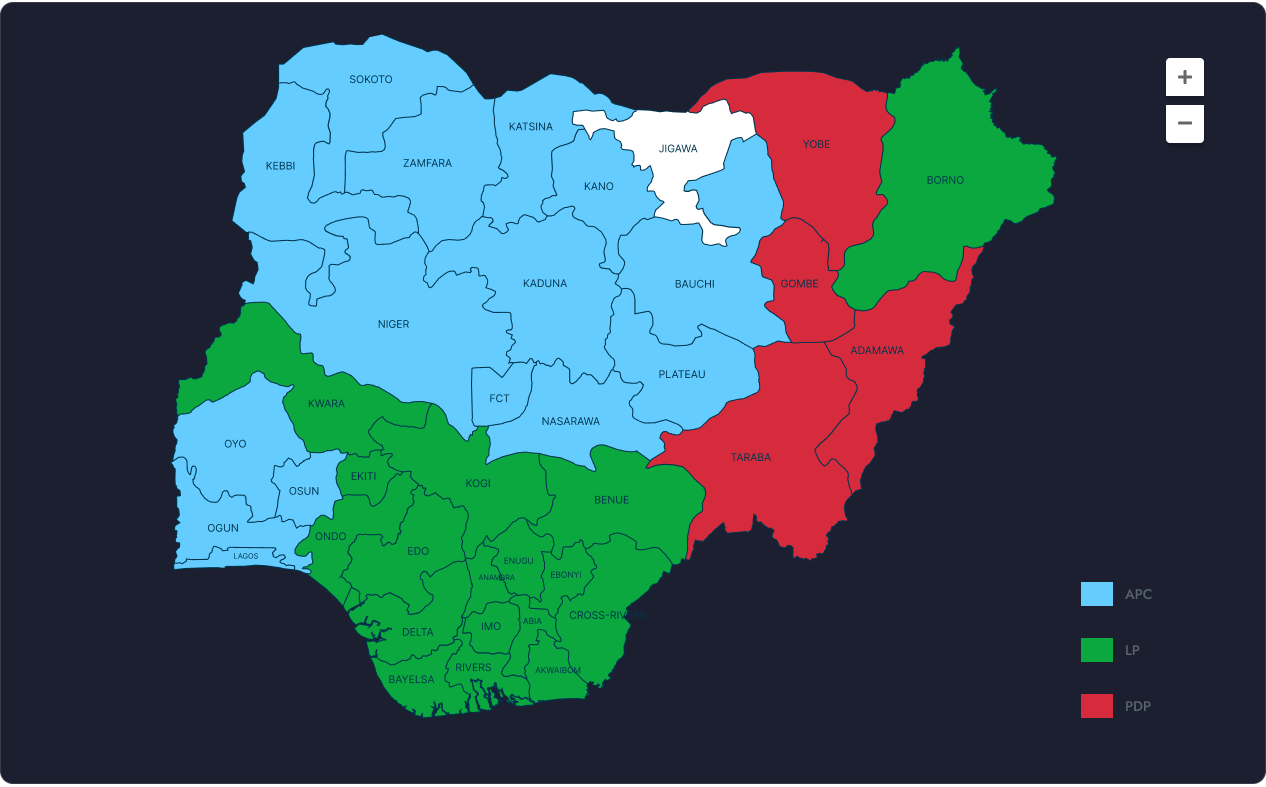 SOKOTO
KATSINA
KEBBI
ZAMFARA
KANO
JIGAWA
YOBE
BORNO
+
−
NIGER
KADUNA
BAUCHI
GOMBE
ADAMAWA
PLATEAU
FCT
NASARAWA
KWARA
OYO
TARABA
EKITI
OSUN
KOGI
BENUE
OGUN
LAGOS
ONDO
EDO
ENUGU
ANAMBRA
EBONYI
CROSS-RIV
DELTA
IMO
ABIA
RIVERS
AKWAIBOM
BAYELSA
APC
LP
PDP